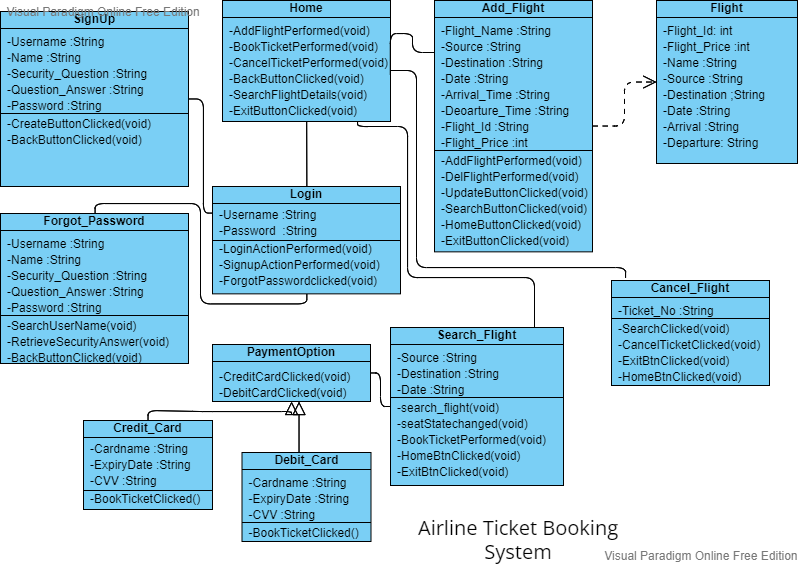 Visual Paradigm Online Free Edition
SignUp
-Username :String
-Name :String
-Security_Question :String
-Question_Answer :String
-Password :String
-CreateButtonClicked(void)
-BackButtonClicked(void)
Home
-AddFlightPerformed(void)
-BookTicketPerformed(void)
-CancelTicketPerformed(void)
-BackButtonClicked(void)
-SearchFlightDetails(void)
-ExitButtonClicked(void)
Add_Flight
-Flight_Name :String
-Source :String
-Destination :String
-Date :String
-Arrival_Time :String
-Deoarture_Time :String
-Flight_Id :String
-Flight_Price :int
-AddFlightPerformed(void)
-DelFlightPerformed(void)
-UpdateButtonClicked(void)
-SearchButtonClicked(void)
-HomeButtonClicked(void)
-ExitButtonClicked(void)
Flight
-Flight_Id: int
-Flight_Price :int
-Name :String
-Source :String
-Destination ;String
-Date :String
-Arrival :String
-Departure: String
Login
-Username :String
-Password :String
-LoginActionPerformed(void)
-SignupActionPerformed(void)
-ForgotPasswordclicked(void)
Forgot_Password
-Username :String
-Name :String
-Security_Question :String
-Question_Answer :String
-Password :String
-SearchUserName(void)
-RetrieveSecurityAnswer(void)
-BackButtonClicked(void)
Cancel_Flight
-Ticket_No :String
-SearchClicked(void)
-CancelTicketClicked(void)
-ExitBtnClicked(void)
-HomeBtnClicked(void)
Search_Flight
-Source :String
-Destination :String
-Date :String
-search_flight(void)
-seatStatechanged(void)
-BookTicketPerformed(void)
-HomeBtnClicked(void)
-ExitBtnClicked(void)
PaymentOption
-CreditCardClicked(void)
-DebitCardClicked(void)
Credit_Card
-Cardname :String
-ExpiryDate :String
-CVV :String
-BookTicketClicked()
Debit_Card
-Cardname :String
-ExpiryDate :String
-CVV :String
-BookTicketClicked()
Airline Ticket Booking
System
Visual Paradigm Online Free Edition